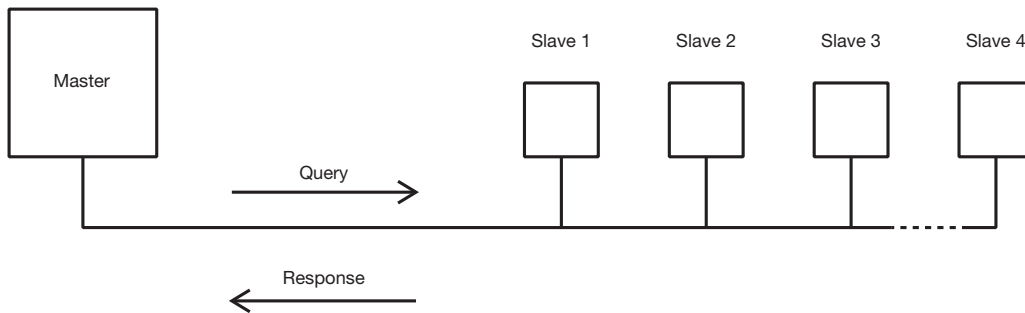 Master
Slave 1
Slave 2
Slave 3
Slave 4
Query
Response